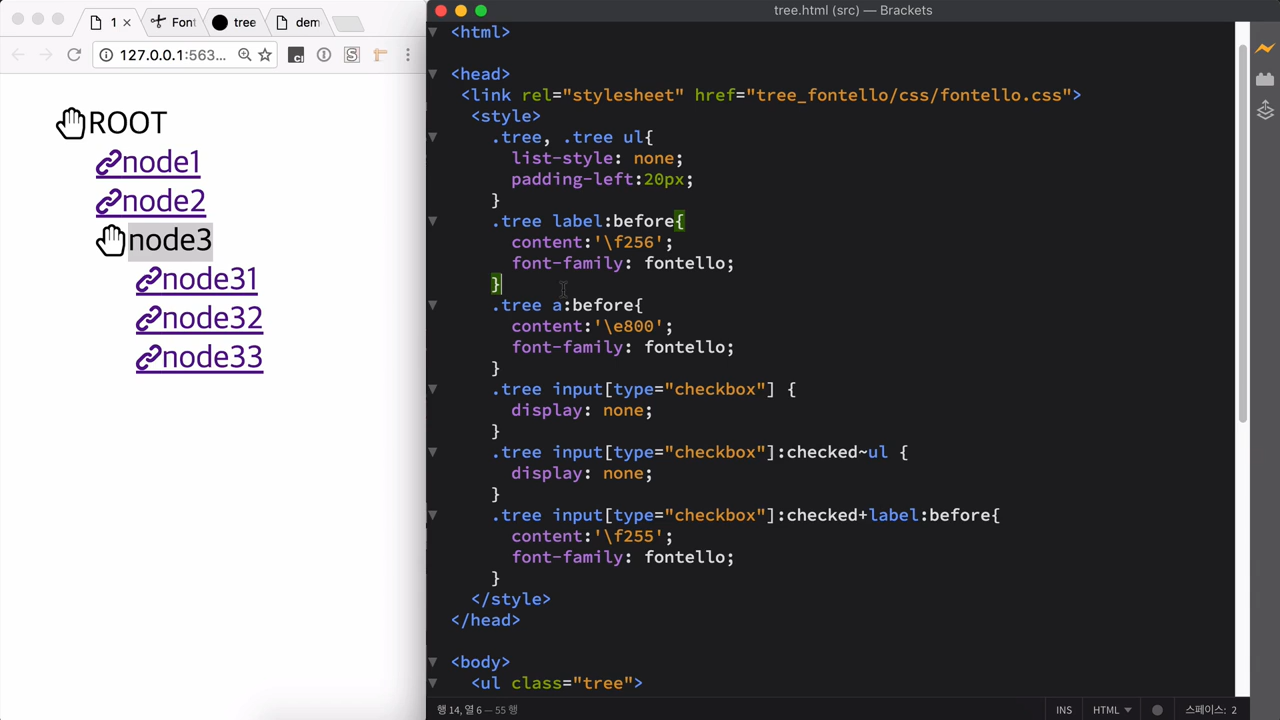 1
Font
tree
dem
127.0.0.1:563...
ROOT
node1
node2
node3
node31
node32
node33
tree.html (src) — Brackets
<html>
<head>
<link rel="stylesheet" href="tree_fontello/css/fontello.css">
<style>
.tree, .tree ul{
list-style: none;
padding-left:20px;
}
.tree label:before{
content:'\f256';
font-family: fontello;
}
.tree a:before{
content:'\e800';
font-family: fontello;
}
.tree input[type="checkbox"] {
display: none;
}
.tree input[type="checkbox"]:checked~ul {
display: none;
}
.tree input[type="checkbox"]:checked+label:before{
content:'\f255';
font-family: fontello;
}
</style>
</head>
<body>
<ul class="tree">
행 14, 열 6 — 55 행
INS
HTML
스페이스: 2